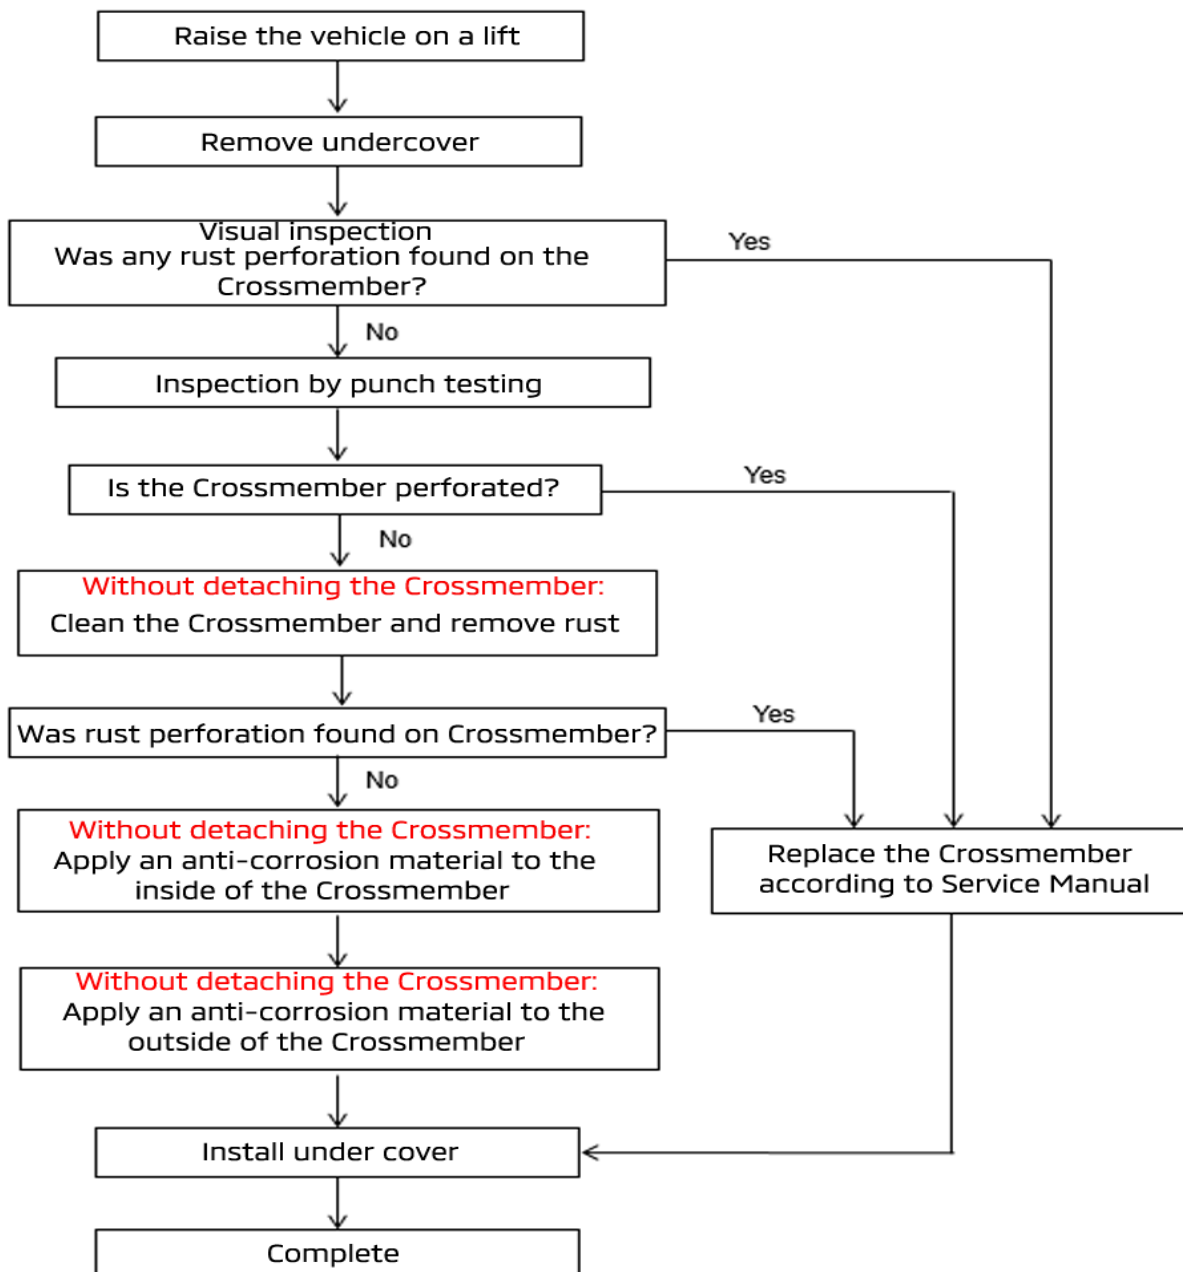 Raise the vehicle on a lift
Remove undercover
Visual inspection
Was any rust perforation found on the
Crossmember?
Yes
No
Inspection by punch testing
Is the Crossmember perforated?
Yes
No
Without detaching the Crossmember:
Clean the Crossmember and remove rust
Was rust perforation found on Crossmember?
Yes
No
Without detaching the Crossmember:
Apply an anti-corrosion material to the
inside of the Crossmember
Replace the Crossmember
according to Service Manual
Without detaching the Crossmember:
Apply an anti-corrosion material to the
outside of the Crossmember
Install under cover
Complete